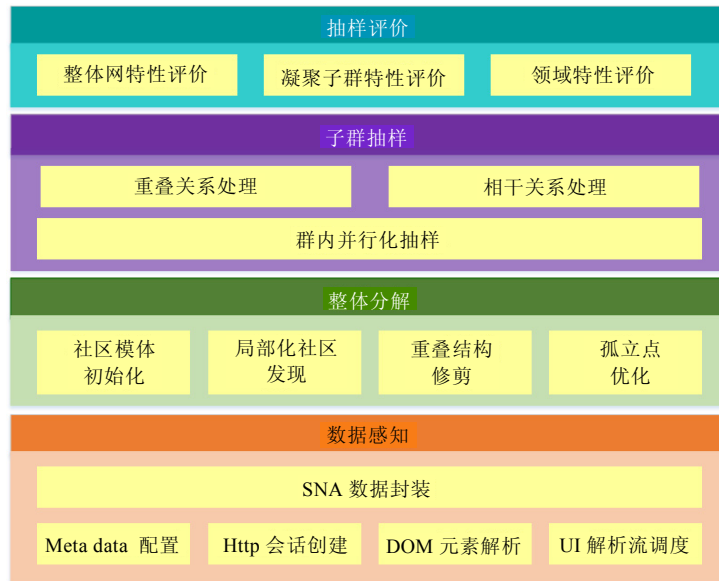 抽样评价
整体网特性评价 凝聚子群特性评价 领域特性评价
子群抽样
重叠关系处理 相干关系处理
群内并行化抽样
整体分解
社区模体 局部化社区 重叠结构 孤立点
初始化 发现 修剪 优化
数据感知
SNA 数据封装
Meta data 配置 Http 会话创建 DOM 元素解析 UI 解析流调度